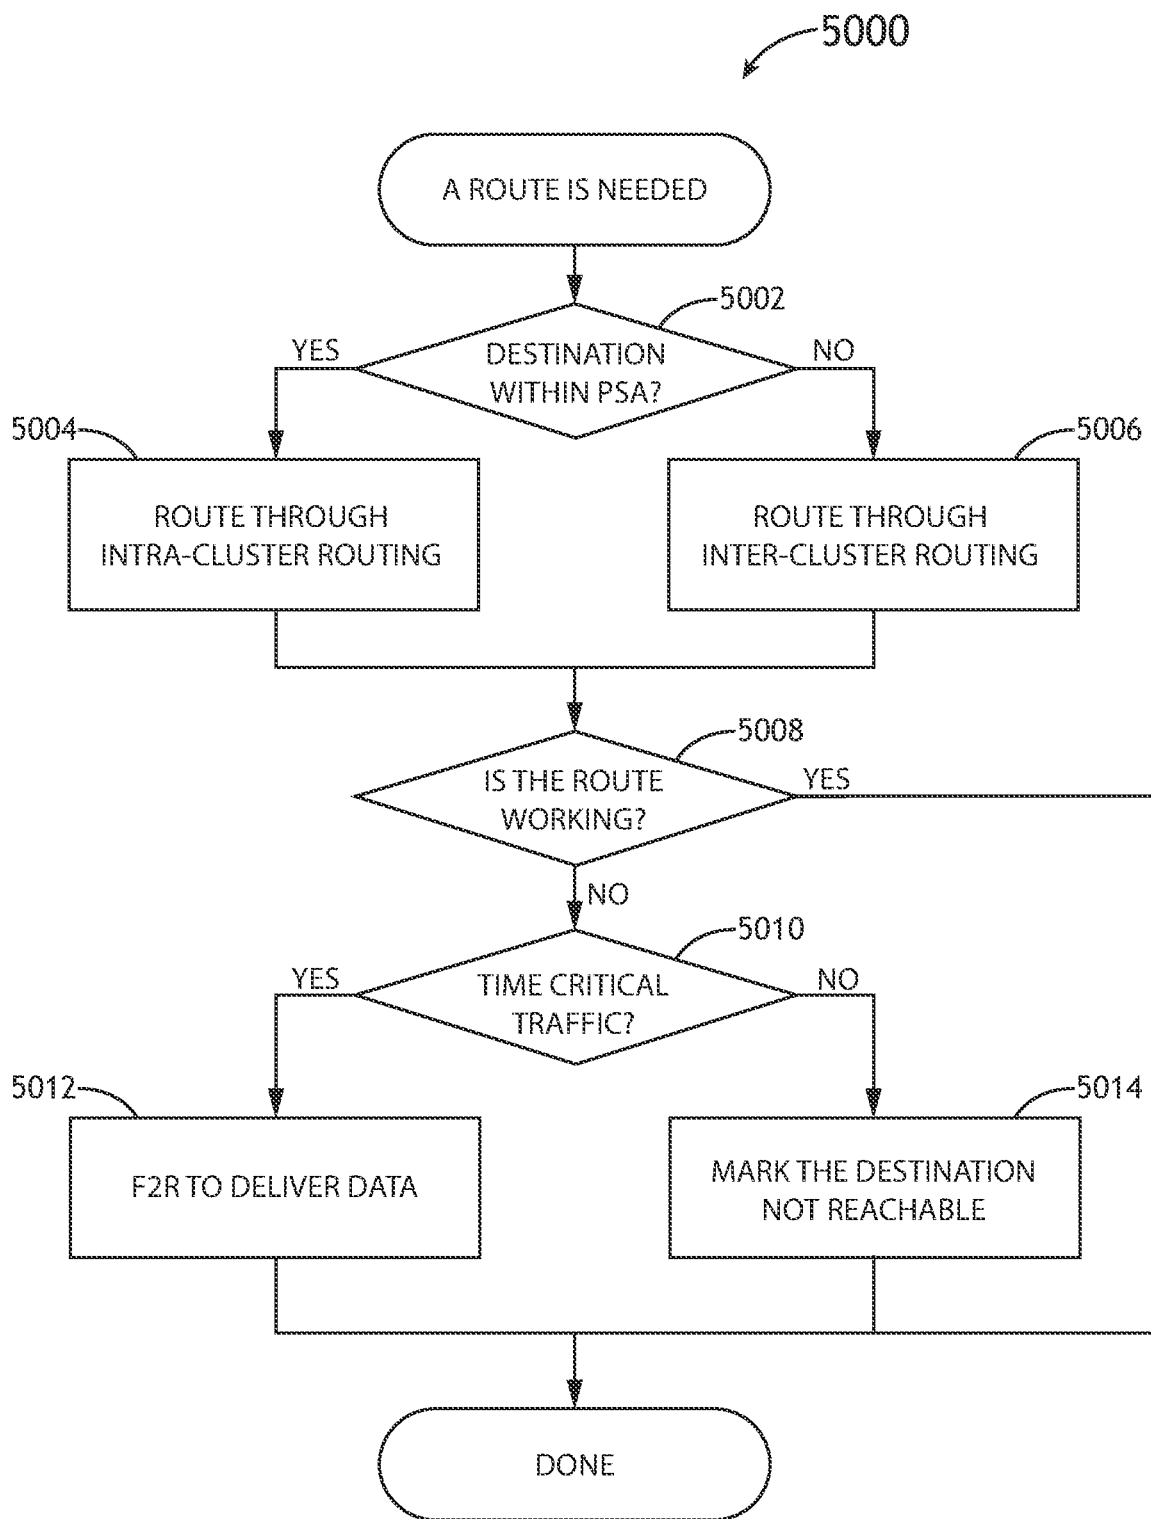 5000
A ROUTE IS NEEDED
5002
YES
DESTINATION
WITHIN PSA?
NO
5004
5006
ROUTE THROUGH
INTRA-CLUSTER ROUTING
ROUTE THROUGH
INTER-CLUSTER ROUTING
5008
IS THE ROUTE
WORKING?
YES
NO
5010
YES
TIME CRITICAL
TRAFFIC?
NO
5012
5014
F2R TO DELIVER DATA
MARK THE DESTINATION
NOT REACHABLE
DONE